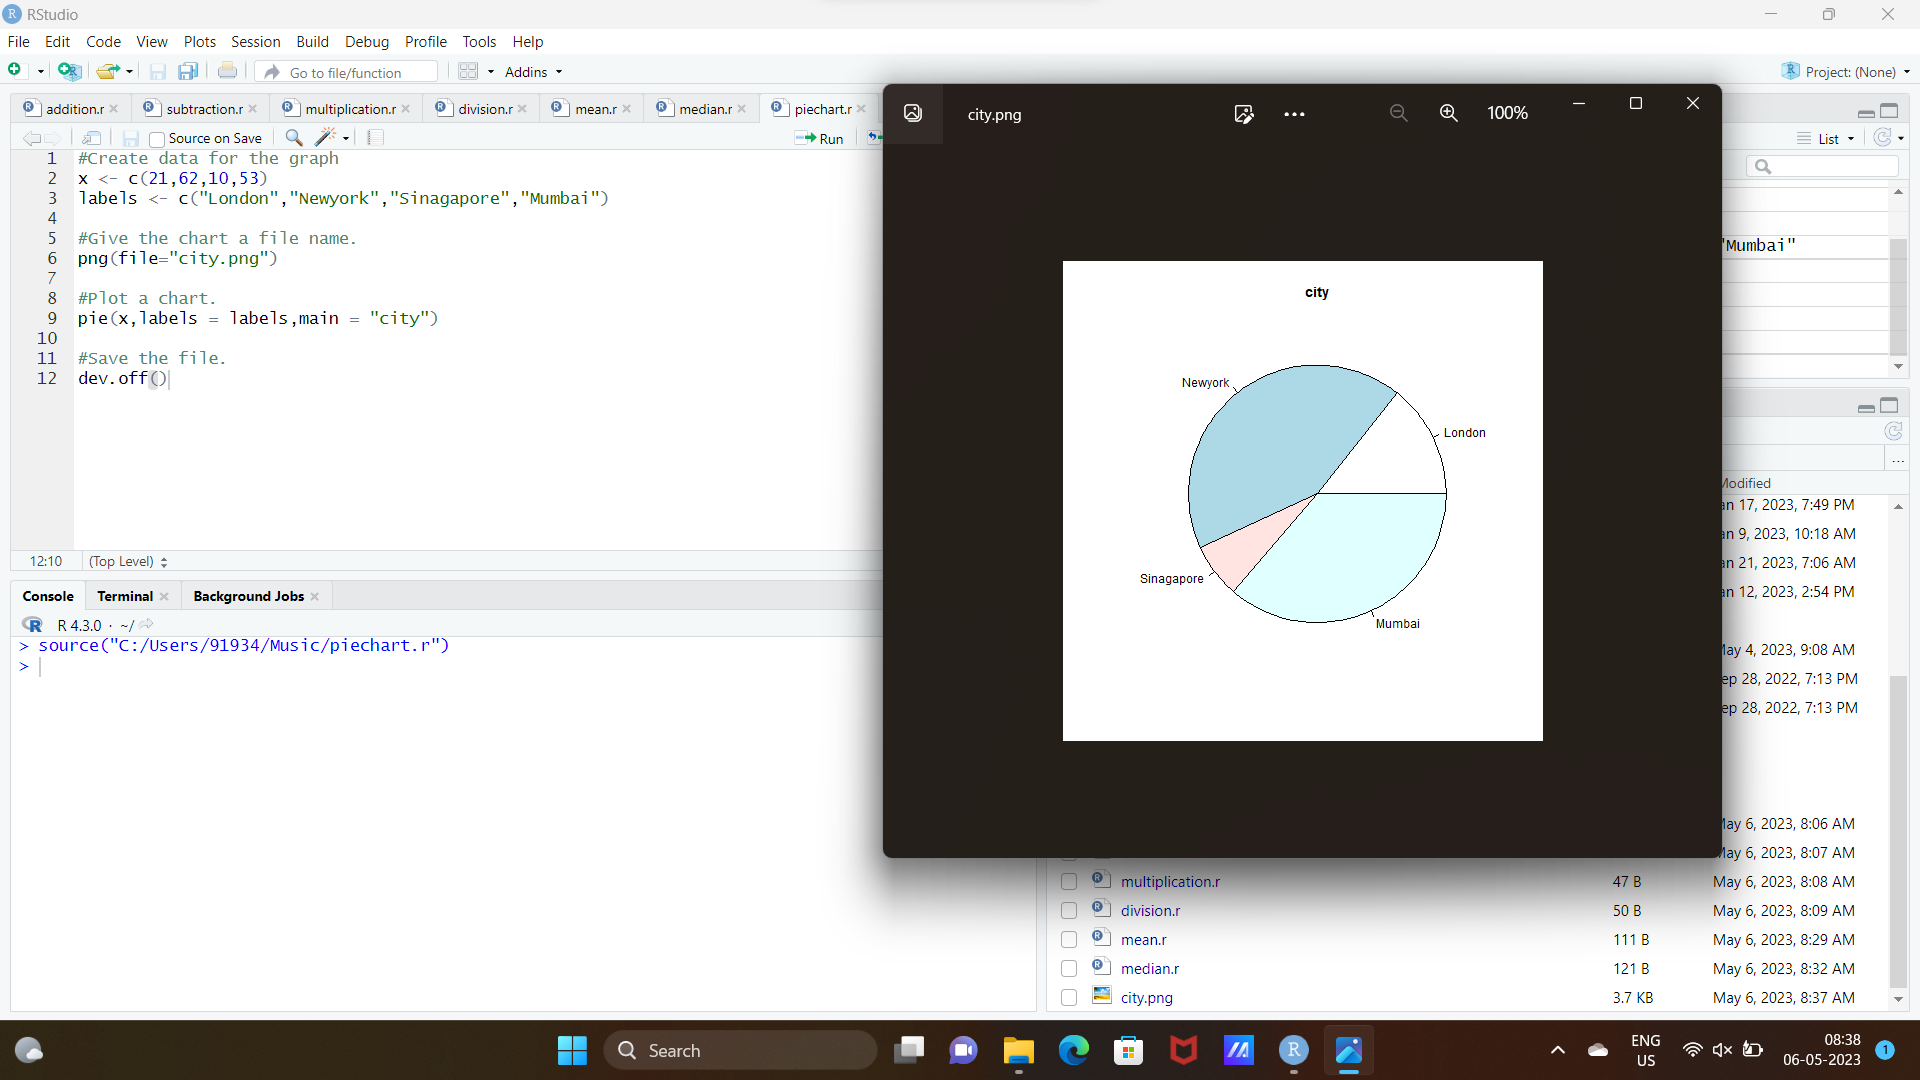 RStudio
File Edit Code View Plots Session Build Debug Profile Tools Help
Go to file/function Addins Project: (None)
addition.r subtraction.r multiplication.r division.r mean.r median.r piechart.r
Source on Save Run List
1 #Create data for the graph
2 x <- c(21,62,10,53)
3 labels <- c("London","Newyork","Sinagapore","Mumbai")
4
5 #Give the chart a file name.
6 png(file="city.png")
7
8 #Plot a chart.
9 pie(x,labels = labels,main = "city")
10
11 #Save the file.
12 dev.off()
12:10 (Top Level)
Console Terminal Background Jobs
R 4.3.0 · ~/
> source("C:/Users/91934/Music/piechart.r")
>
city.png 100%
city
Newyork
London
Sinagapore
Mumbai
"Mumbai"
Modified
an 17, 2023, 7:49 PM
an 9, 2023, 10:18 AM
an 21, 2023, 7:06 AM
an 12, 2023, 2:54 PM
May 4, 2023, 9:08 AM
ep 28, 2022, 7:13 PM
ep 28, 2022, 7:13 PM
May 6, 2023, 8:06 AM
May 6, 2023, 8:07 AM
multiplication.r 47 B May 6, 2023, 8:08 AM
division.r 50 B May 6, 2023, 8:09 AM
mean.r 111 B May 6, 2023, 8:29 AM
median.r 121 B May 6, 2023, 8:32 AM
city.png 3.7 KB May 6, 2023, 8:37 AM
Search
ENG
US
08:38
06-05-2023
1